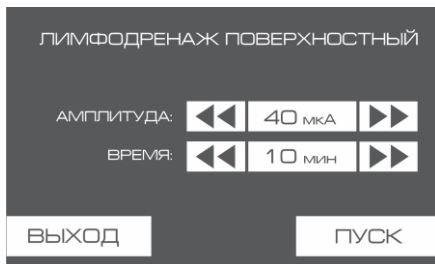 ЛИМФОДРЕНАЖ ПОВЕРХНОСТНЫЙ
АМПЛИТУДА: 40 мкА
ВРЕМЯ: 10 мин
ВЫХОД ПУСК